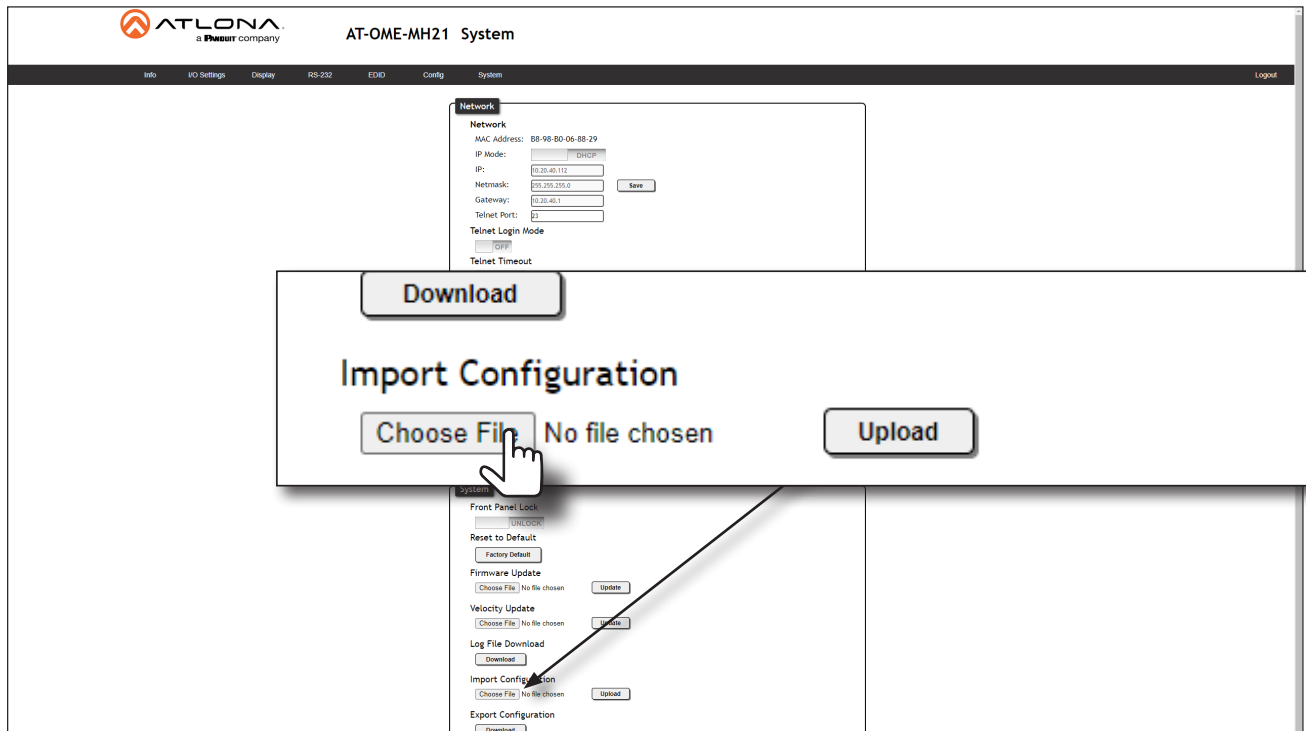 ATLONA.
a PANDUIT company
AT-OME-MH21 System
Info I/O Settings Display RS-232 EDID Config System Logout
Network
Network
MAC Address: B8-98-B0-06-88-29
IP Mode: DHCP
IP: 10.20.40.112
Netmask: 255.255.255.0 Save
Gateway: 10.20.40.1
Telnet Port: 23
Telnet Login Mode
OFF
Telnet Timeout
Download
Import Configuration
Choose File No file chosen Upload
System
Front Panel Lock
UNLOCK
Reset to Default
Factory Default
Firmware Update
Choose File No file chosen Update
Velocity Update
Choose File No file chosen Update
Log File Download
Download
Import Configuration
Choose File No file chosen Upload
Export Configuration
Download